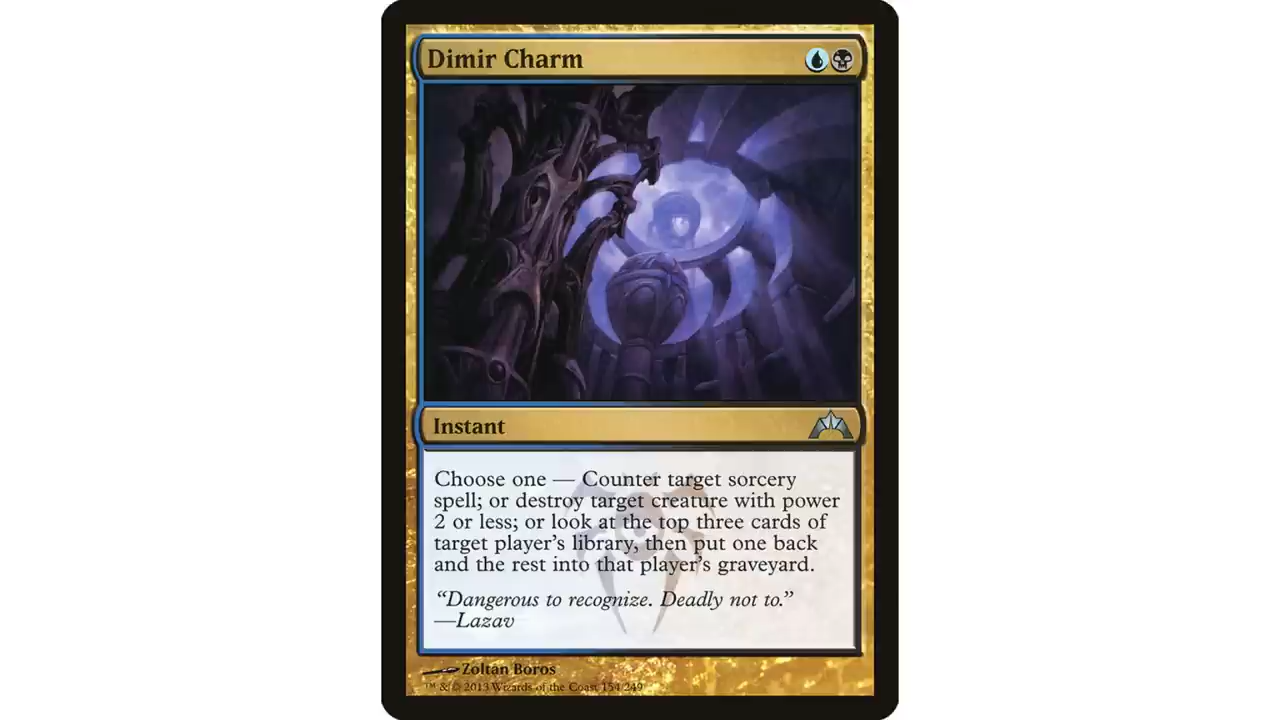 Dimir Charm
Instant
Choose one — Counter target sorcery
spell; or destroy target creature with power
2 or less; or look at the top three cards of
target player's library, then put one back
and the rest into that player's graveyard.
“Dangerous to recognize. Deadly not to.”
—Lazav
Zoltan Boros
™ & © 2013 Wizards of the Coast 154/249